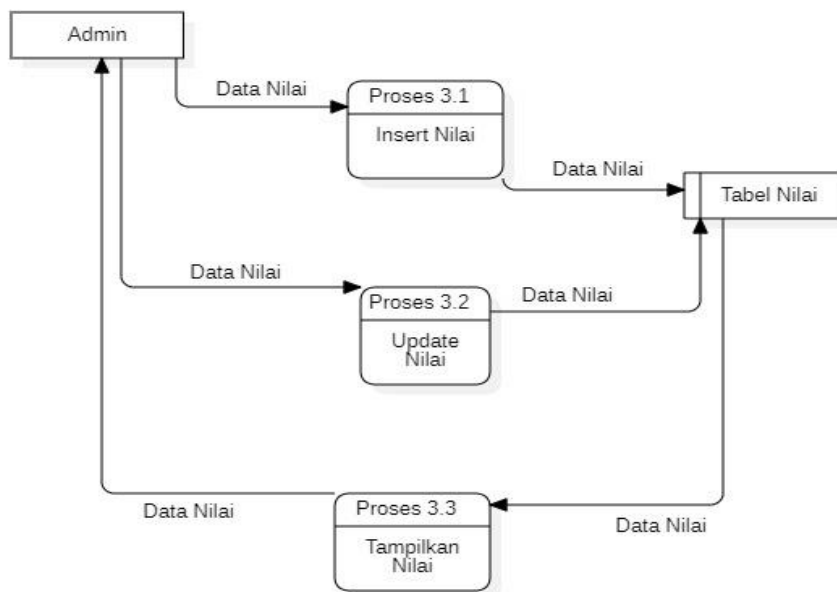 Admin
Data Nilai
Proses 3.1
Insert Nilai
Data Nilai
Tabel Nilai
Data Nilai
Proses 3.2
Data Nilai
Update
Nilai
Data Nilai
Proses 3.3
Data Nilai
Tampilkan
Nilai